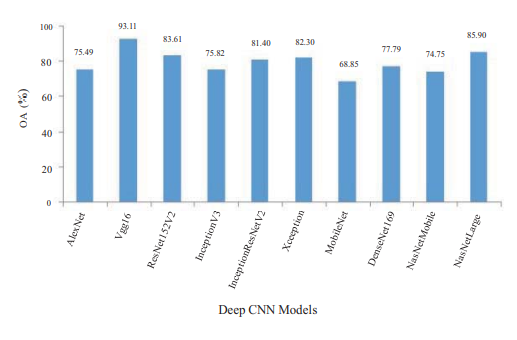 OA (%)
100
80
60
40
20
0
75.49
93.11
83.61
75.82
81.40
82.30
68.85
77.79
74.75
85.90
AlexNet
Vgg16
ResNet152V2
InceptionV3
InceptionResNetV2
Xception
MobileNet
DenseNet169
NasNetMobile
NasNetLarge
Deep CNN Models